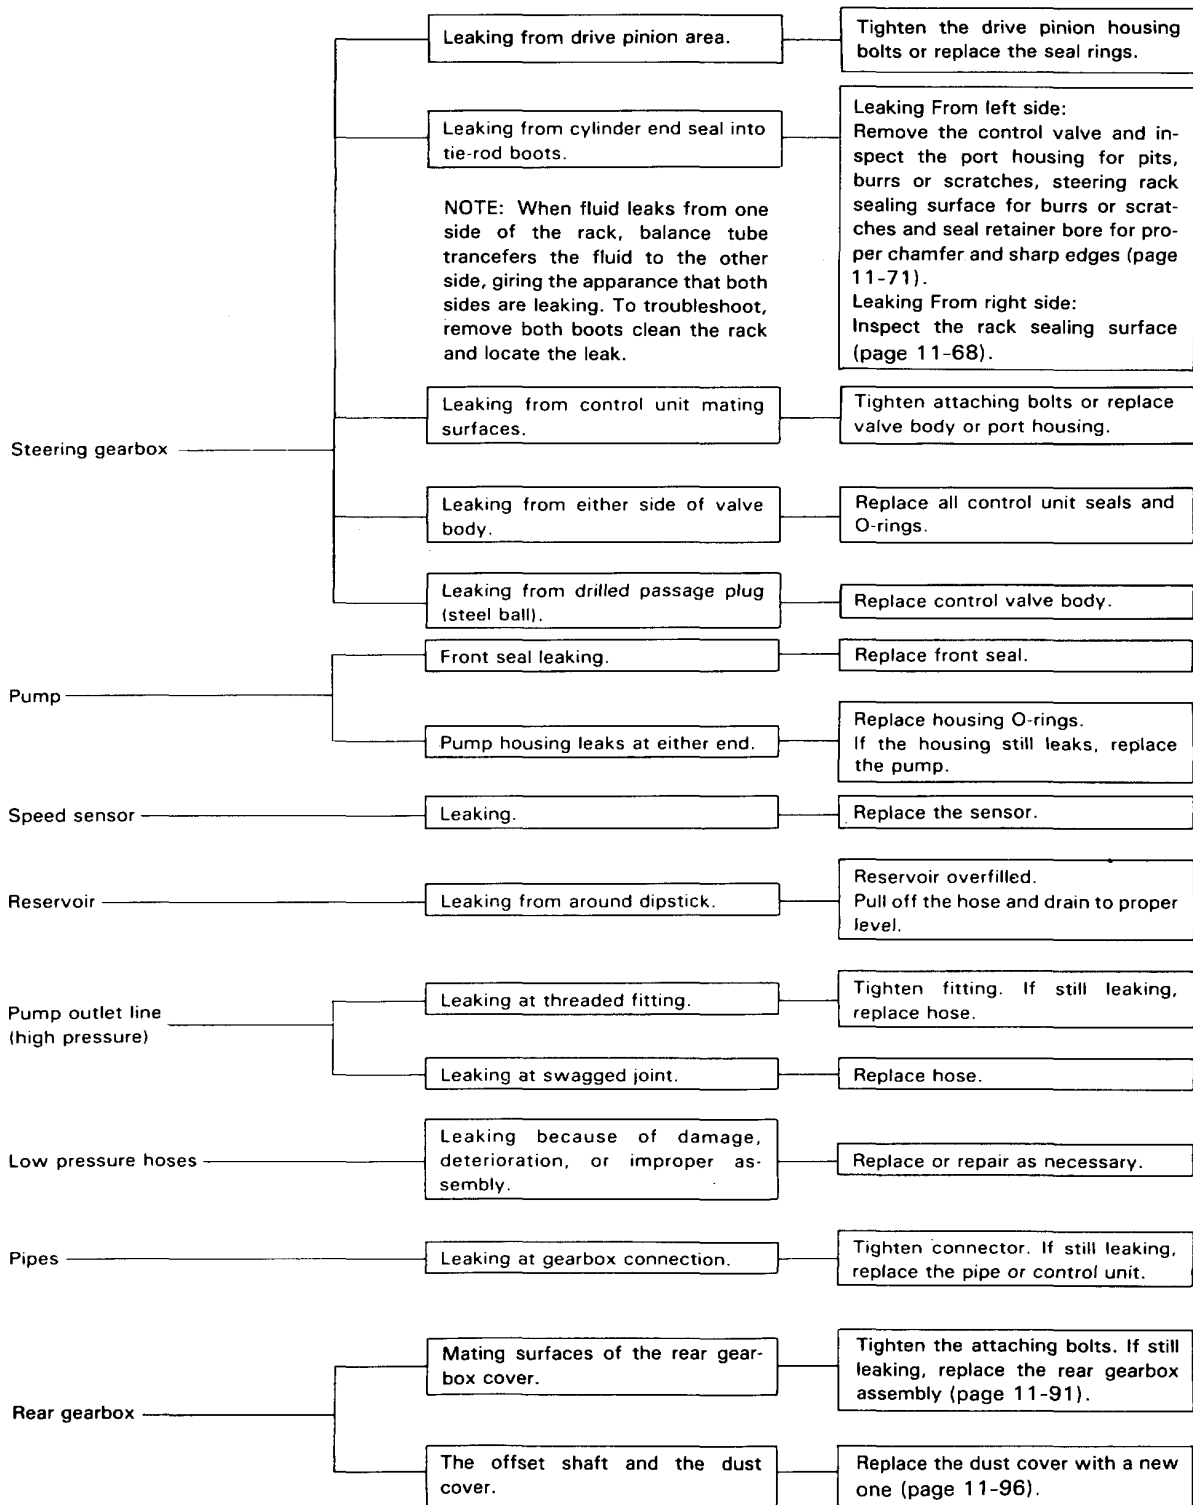 Leaking from drive pinion area.
Tighten the drive pinion housing
bolts or replace the seal rings.
Leaking from cylinder end seal into
tie-rod boots.
NOTE: When fluid leaks from one
side of the rack, balance tube
trancefers the fluid to the other
side, giring the apparance that both
sides are leaking. To troubleshoot,
remove both boots clean the rack
and locate the leak.
Leaking From left side:
Remove the control valve and in-
spect the port housing for pits,
burrs or scratches, steering rack
sealing surface for burrs or scrat-
ches and seal retainer bore for pro-
per chamfer and sharp edges (page
11-71).
Leaking From right side:
Inspect the rack sealing surface
(page 11-68).
Steering gearbox
Leaking from control unit mating
surfaces.
Tighten attaching bolts or replace
valve body or port housing.
Leaking from either side of valve
body.
Replace all control unit seals and
O-rings.
Leaking from drilled passage plug
(steel ball).
Replace control valve body.
Pump
Front seal leaking.
Replace front seal.
Pump housing leaks at either end.
Replace housing O-rings.
If the housing still leaks, replace
the pump.
Speed sensor
Leaking.
Replace the sensor.
Reservoir
Leaking from around dipstick.
Reservoir overfilled.
Pull off the hose and drain to proper
level.
Pump outlet line
(high pressure)
Leaking at threaded fitting.
Tighten fitting. If still leaking,
replace hose.
Leaking at swagged joint.
Replace hose.
Low pressure hoses
Leaking because of damage,
deterioration, or improper as-
sembly.
Replace or repair as necessary.
Pipes
Leaking at gearbox connection.
Tighten connector. If still leaking,
replace the pipe or control unit.
Rear gearbox
Mating surfaces of the rear gear-
box cover.
Tighten the attaching bolts. If still
leaking, replace the rear gearbox
assembly (page 11-91).
The offset shaft and the dust
cover.
Replace the dust cover with a new
one (page 11-96).